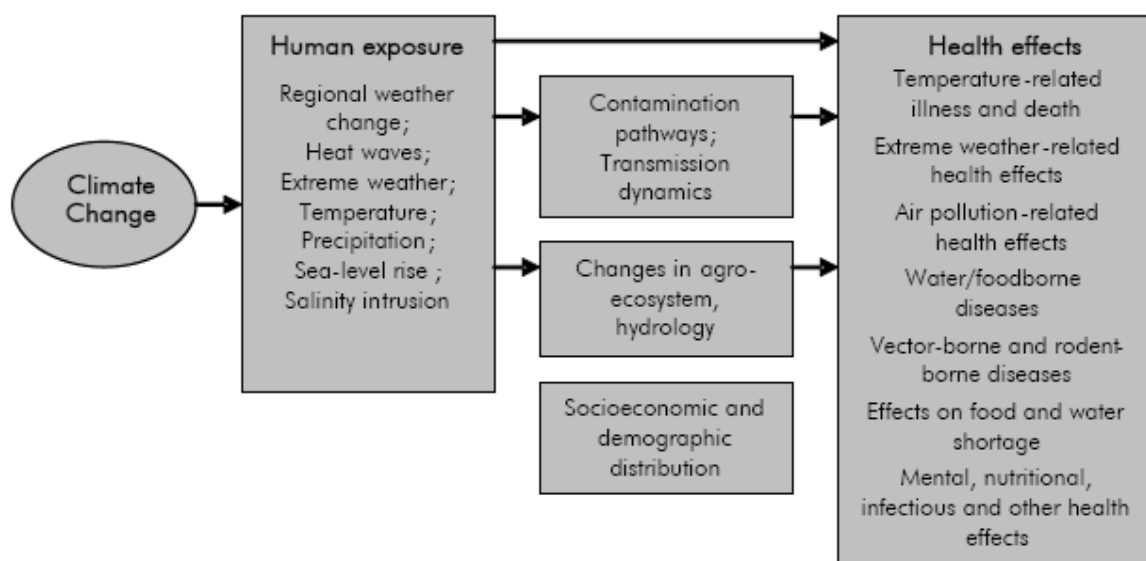 Climate
Change
Human exposure
Regional weather
change;
Heat waves;
Extreme weather;
Temperature;
Precipitation;
Sea-level rise ;
Salinity intrusion
Contamination
pathways;
Transmission
dynamics
Changes in agro-
ecosystem,
hydrology
Socioeconomic and
demographic
distribution
Health effects
Temperature-related
illness and death
Extreme weather-related
health effects
Air pollution-related
health effects
Water/foodborne
diseases
Vector-borne and rodent-
borne diseases
Effects on food and water
shortage
Mental, nutritional,
infectious and other health
effects